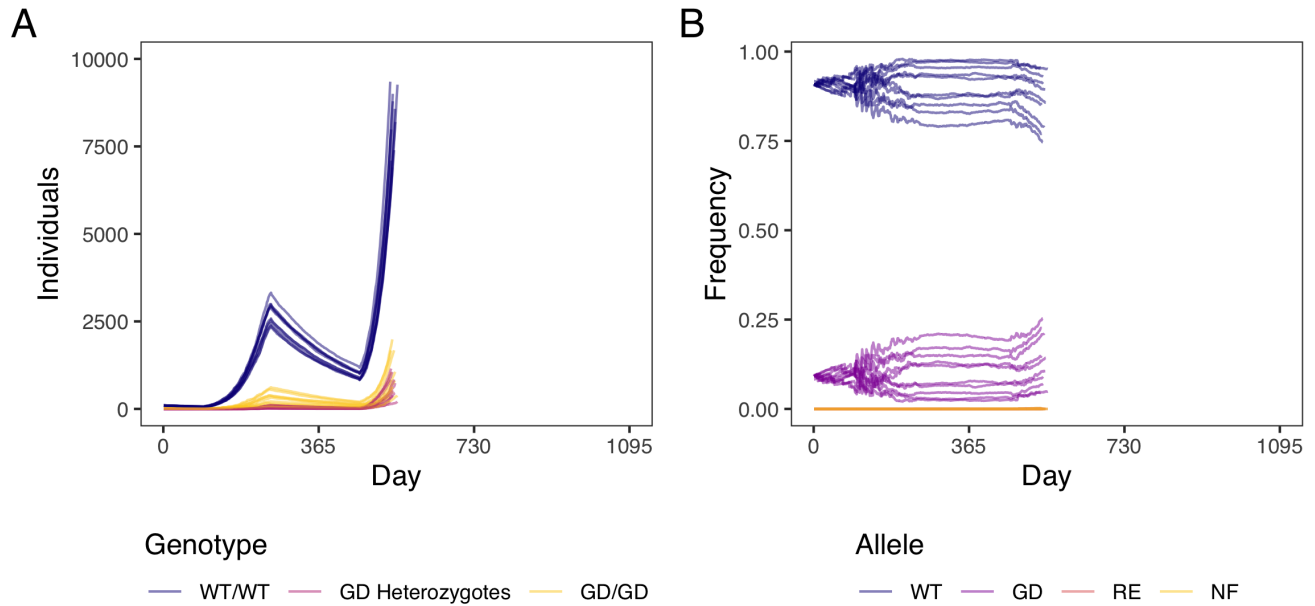 A
Individuals
10000
7500
5000
2500
0
0 365 730 1095
Day
Genotype
WT/WT GD Heterozygotes GD/GD
B
Frequency
1.00
0.75
0.50
0.25
0.00
0 365 730 1095
Day
Allele
WT GD RE NF